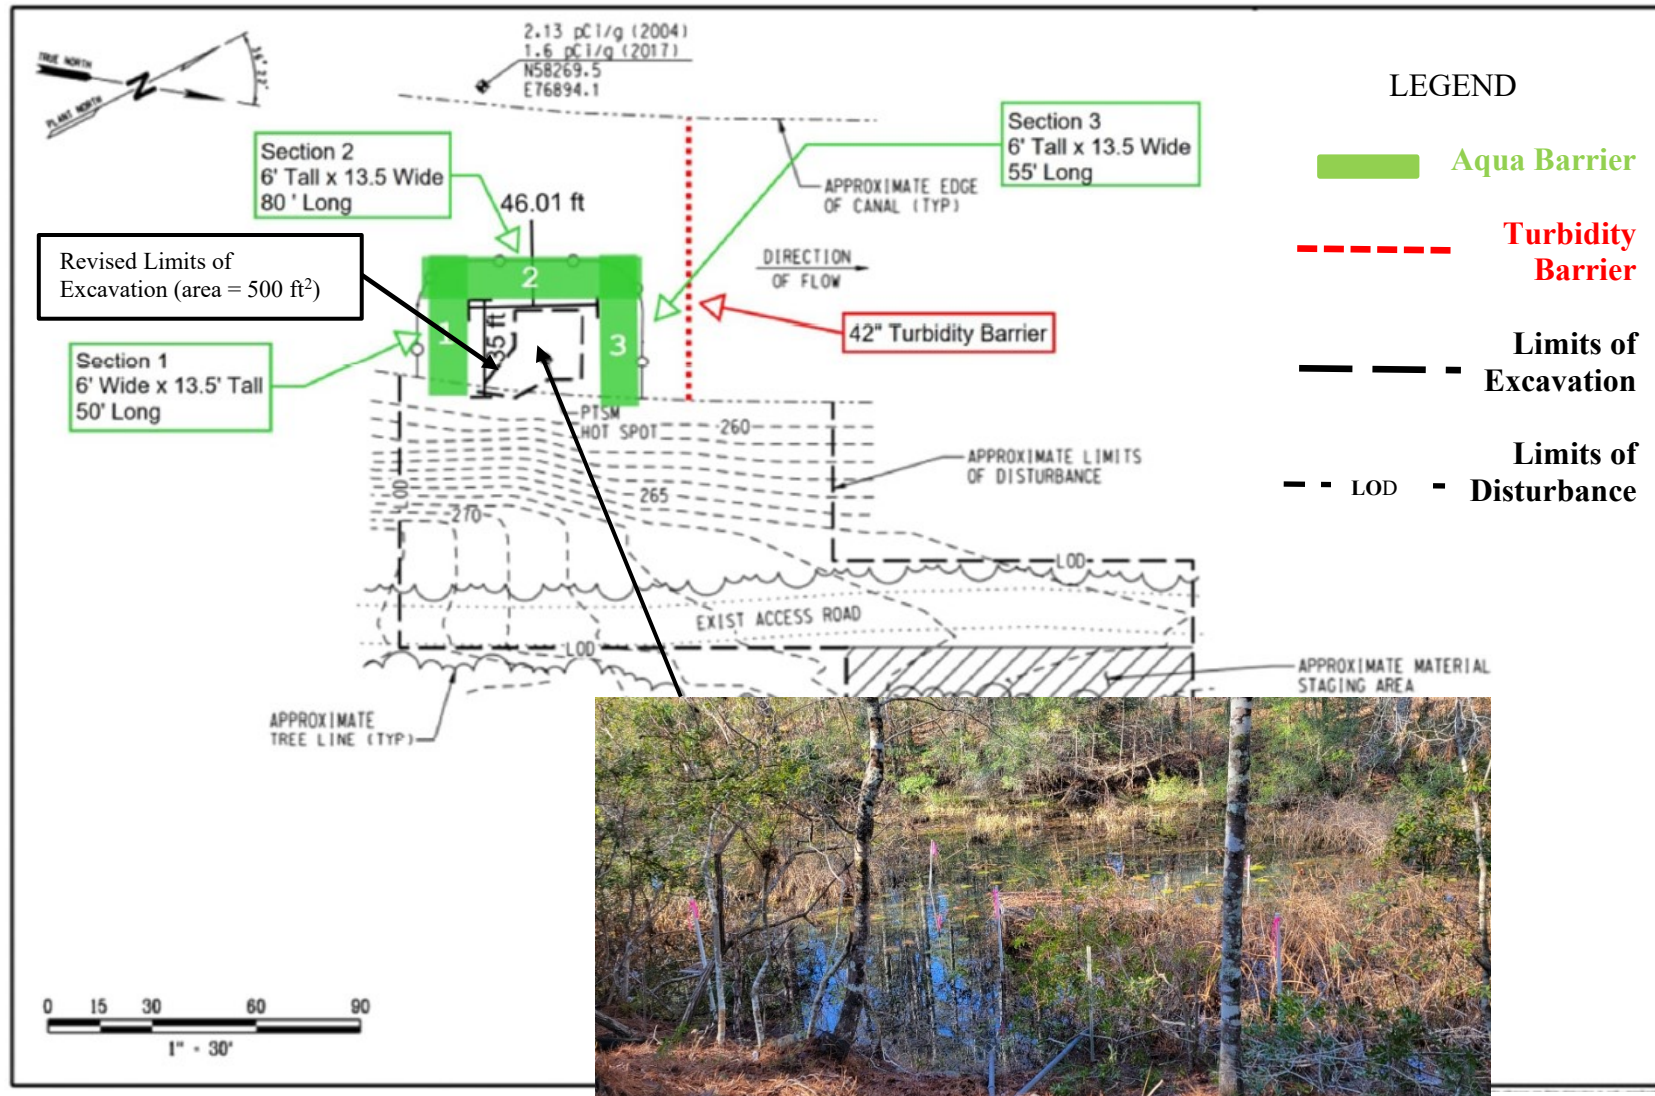 TRUE NORTH
PLANT NORTH
N
36° 22'
2.13 pCi/g (2004)
1.6 pCi/g (2017)
N58269.5
E76894.1
Section 2
6' Tall x 13.5 Wide
80 ' Long
46.01 ft
Section 3
6' Tall x 13.5 Wide
55' Long
APPROXIMATE EDGE
OF CANAL (TYP)
Revised Limits of
Excavation (area = 500 ft²)
2
DIRECTION
OF FLOW
42" Turbidity Barrier
1
35 ft
3
Section 1
6' Wide x 13.5' Tall
50' Long
PTSM
HOT SPOT
260
APPROXIMATE LIMITS
OF DISTURBANCE
LOD
265
270
LOD
EXIST ACCESS ROAD
LOD
APPROXIMATE MATERIAL
STAGING AREA
APPROXIMATE
TREE LINE (TYP)
0 15 30 60 90
1" - 30'
LEGEND
Aqua Barrier
Turbidity
Barrier
Limits of
Excavation
Limits of
LOD Disturbance